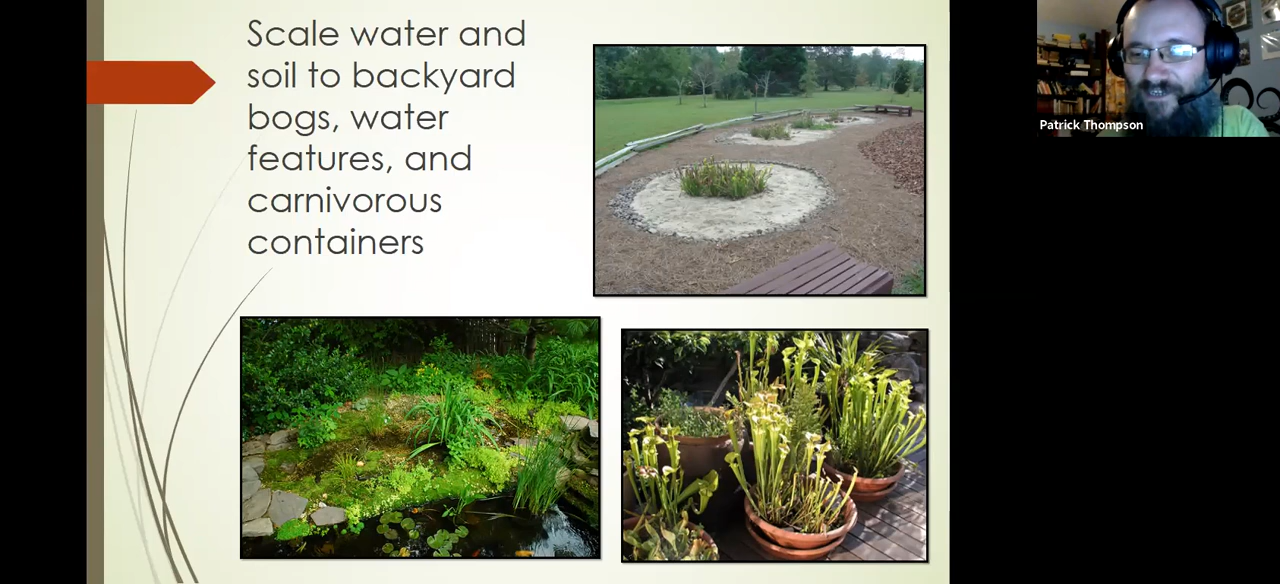 Scale water and
soil to backyard
bogs, water
features, and
carnivorous
containers
Patrick Thompson